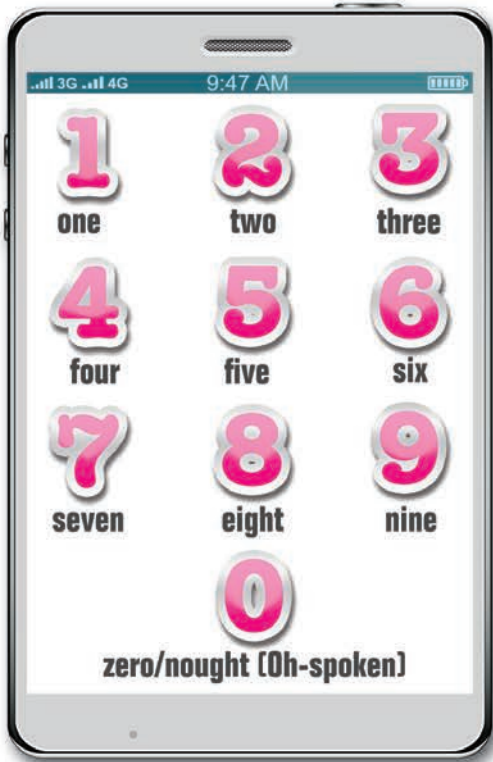 3G 4G 9:47 AM
1 2 3
one two three
4 5 6
four five six
7 8 9
seven eight nine
0
zero/nought (Oh-spoken)